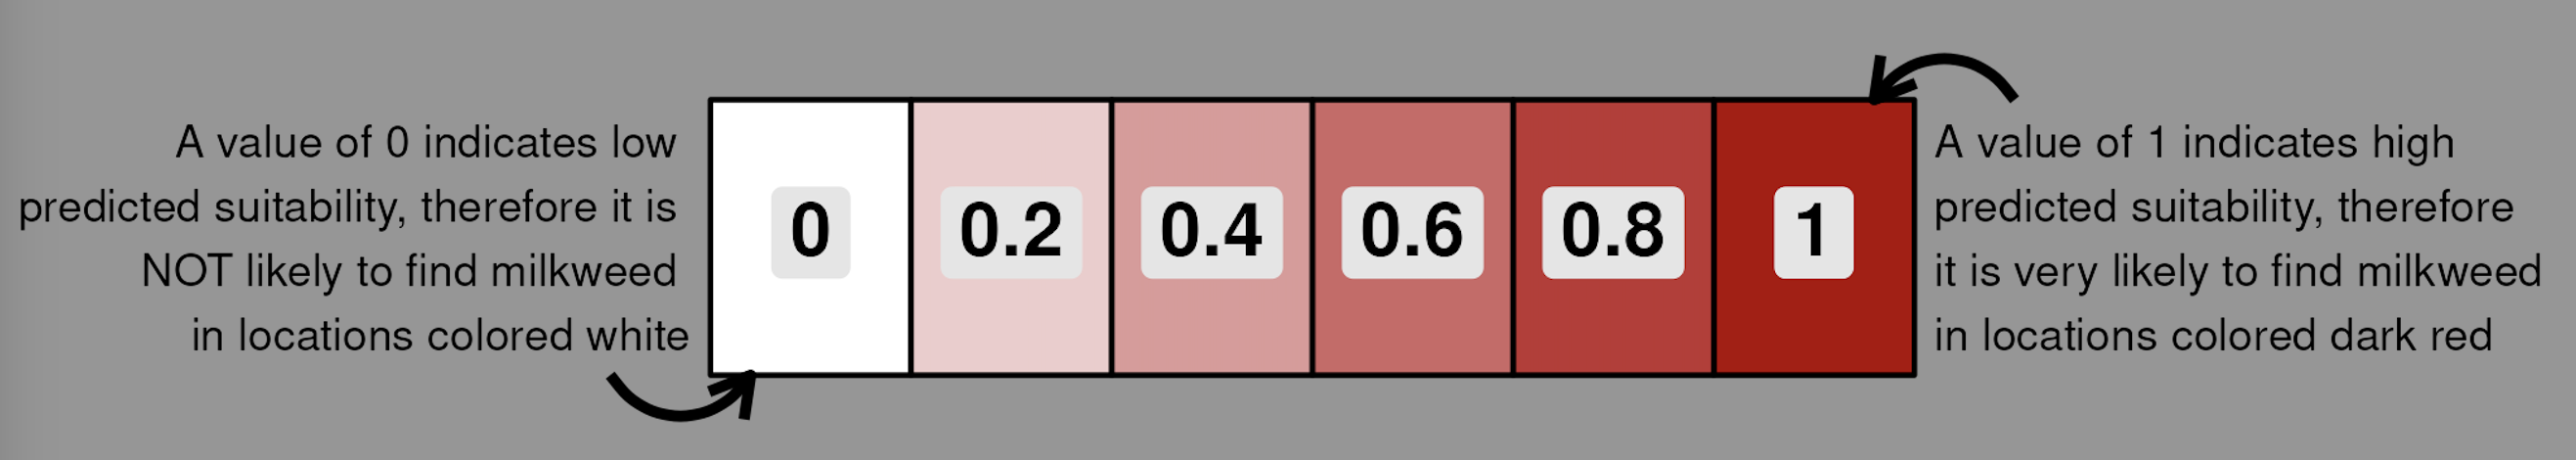 A value of 0 indicates low
predicted suitability, therefore it is
NOT likely to find milkweed
in locations colored white
0
0.2
0.4
0.6
0.8
1
A value of 1 indicates high
predicted suitability, therefore
it is very likely to find milkweed
in locations colored dark red